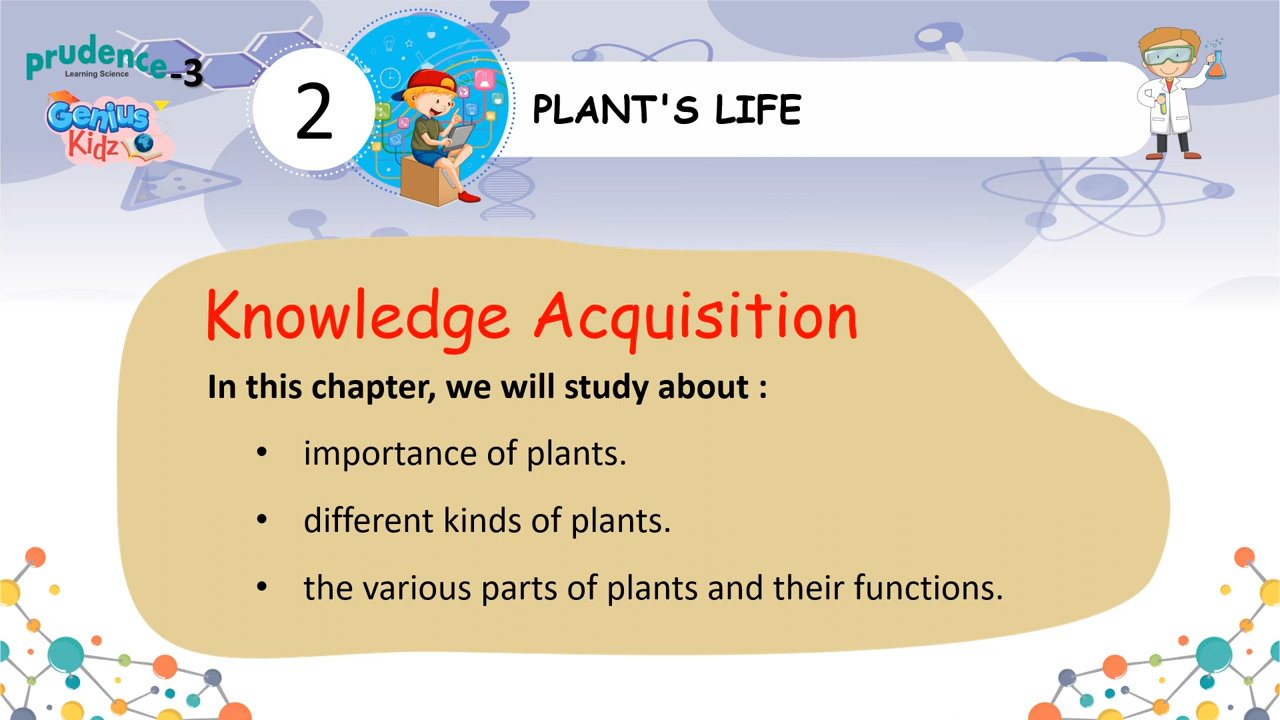 prudence-3
Learning Science
Genius
Kidz
2
PLANT'S LIFE
Knowledge Acquisition
In this chapter, we will study about :
• importance of plants.
• different kinds of plants.
• the various parts of plants and their functions.